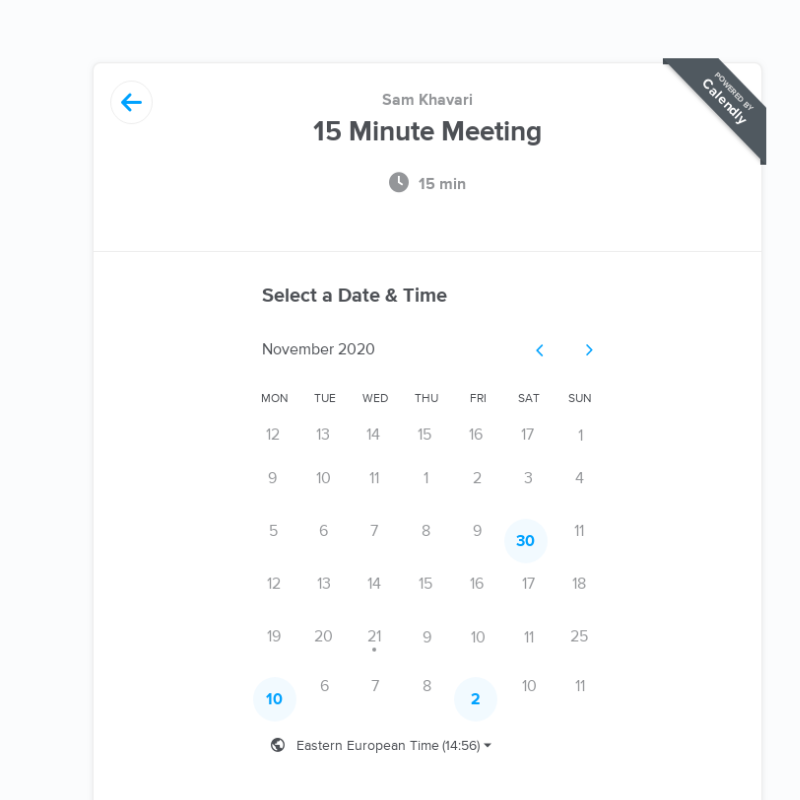 POWERED BY
Calendly
Sam Khavari
15 Minute Meeting
15 min
Select a Date & Time
November 2020
MON TUE WED THU FRI SAT SUN
12 13 14 15 16 17 1
9 10 11 1 2 3 4
5 6 7 8 9 30 11
12 13 14 15 16 17 18
19 20 21 9 10 11 25
10 6 7 8 2 10 11
Eastern European Time (14:56)